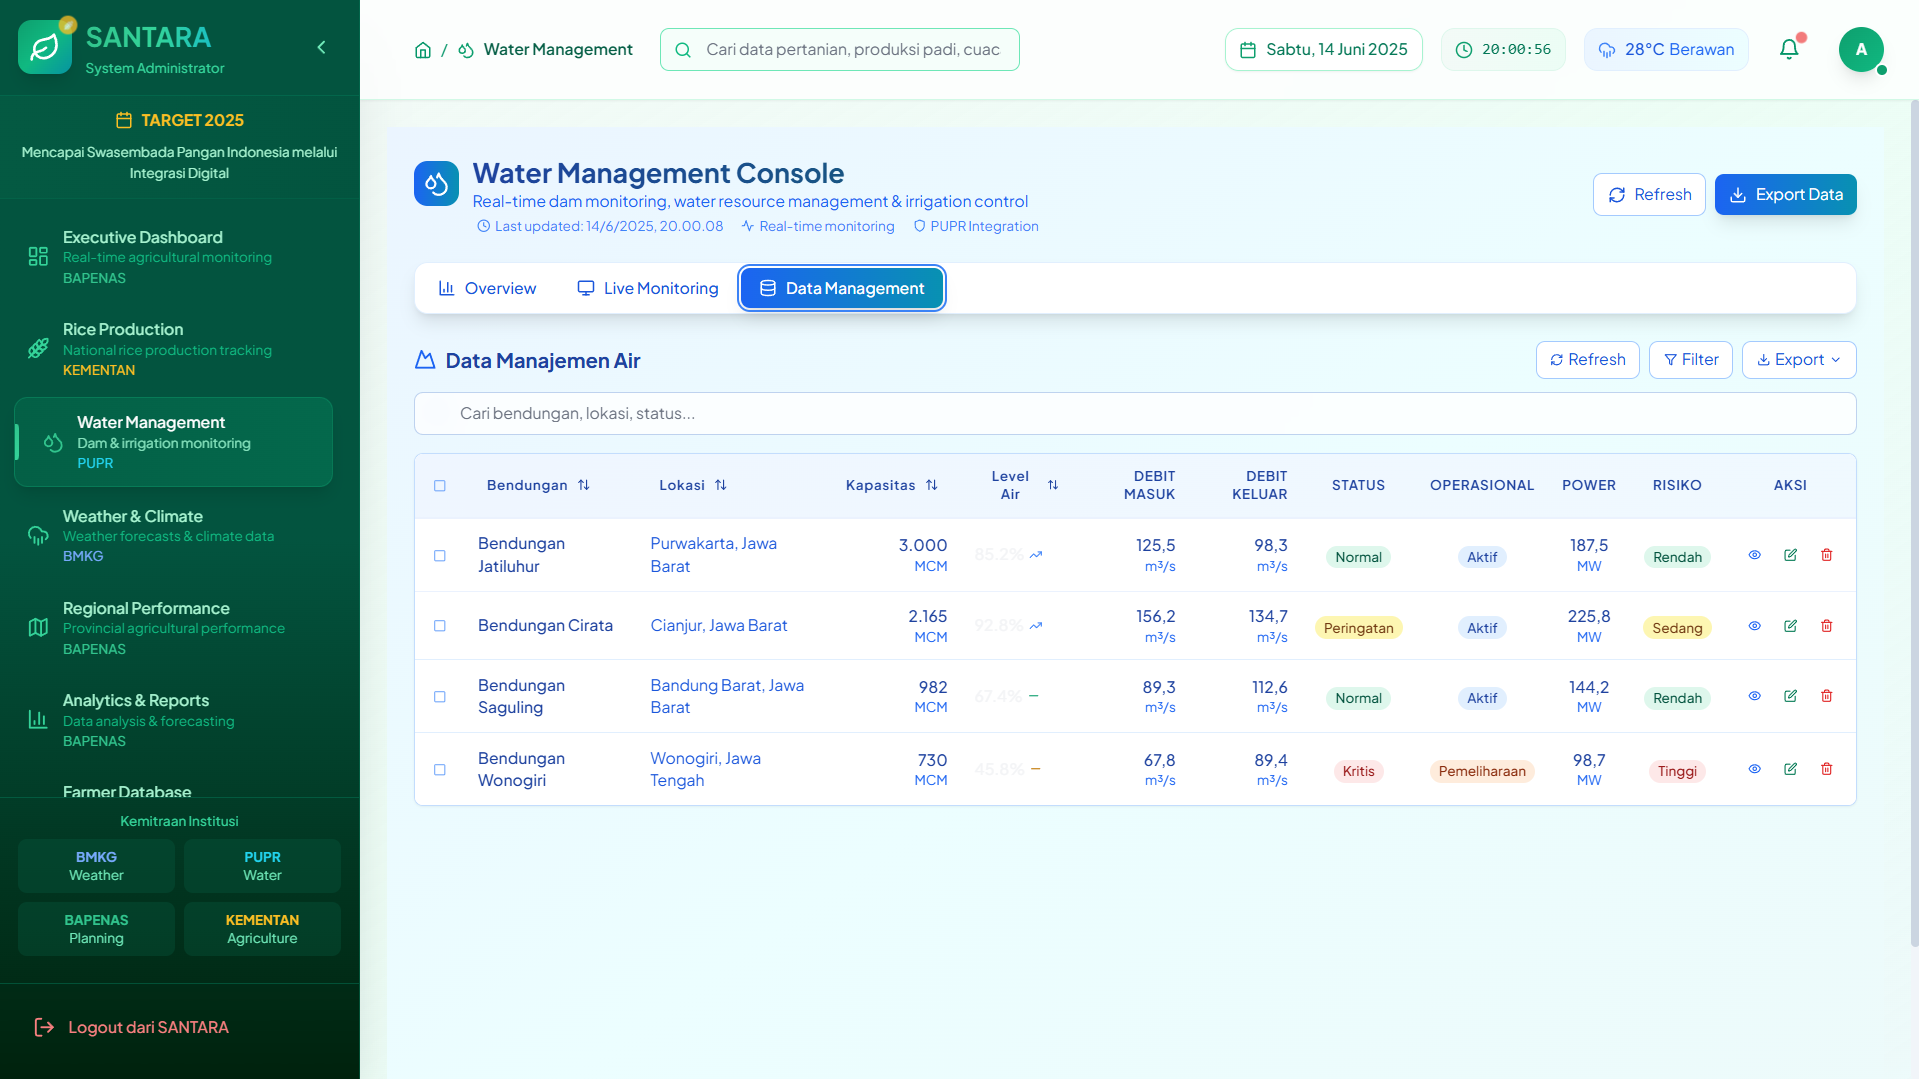 SANTARA
System Administrator
TARGET 2025
Mencapai Swasembada Pangan Indonesia melalui
Integrasi Digital
Executive Dashboard
Real-time agricultural monitoring
BAPENAS
Rice Production
National rice production tracking
KEMENTAN
Water Management
Dam & irrigation monitoring
PUPR
Weather & Climate
Weather forecasts & climate data
BMKG
Regional Performance
Provincial agricultural performance
BAPENAS
Analytics & Reports
Data analysis & forecasting
BAPENAS
Farmer Database
Kemitraan Institusi
BMKG
Weather
PUPR
Water
BAPENAS
Planning
KEMENTAN
Agriculture
Logout dari SANTARA
/ Water Management
Cari data pertanian, produksi padi, cuac
Sabtu, 14 Juni 2025
20:00:56
28°C Berawan
A
Water Management Console
Real-time dam monitoring, water resource management & irrigation control
Last updated: 14/6/2025, 20.00.08 Real-time monitoring PUPR Integration
Refresh
Export Data
Overview
Live Monitoring
Data Management
Data Manajemen Air
Refresh
Filter
Export
Cari bendungan, lokasi, status...
Bendungan
Lokasi
Kapasitas
Level
Air
DEBIT
MASUK
DEBIT
KELUAR
STATUS
OPERASIONAL
POWER
RISIKO
AKSI
Bendungan
Jatiluhur
Purwakarta, Jawa
Barat
3.000
MCM
85.2%
125,5
m³/s
98,3
m³/s
Normal
Aktif
187,5
MW
Rendah
Bendungan Cirata
Cianjur, Jawa Barat
2.165
MCM
92.8%
156,2
m³/s
134,7
m³/s
Peringatan
Aktif
225,8
MW
Sedang
Bendungan
Saguling
Bandung Barat, Jawa
Barat
982
MCM
67.4%
89,3
m³/s
112,6
m³/s
Normal
Aktif
144,2
MW
Rendah
Bendungan
Wonogiri
Wonogiri, Jawa
Tengah
730
MCM
45.8%
67,8
m³/s
89,4
m³/s
Kritis
Pemeliharaan
98,7
MW
Tinggi